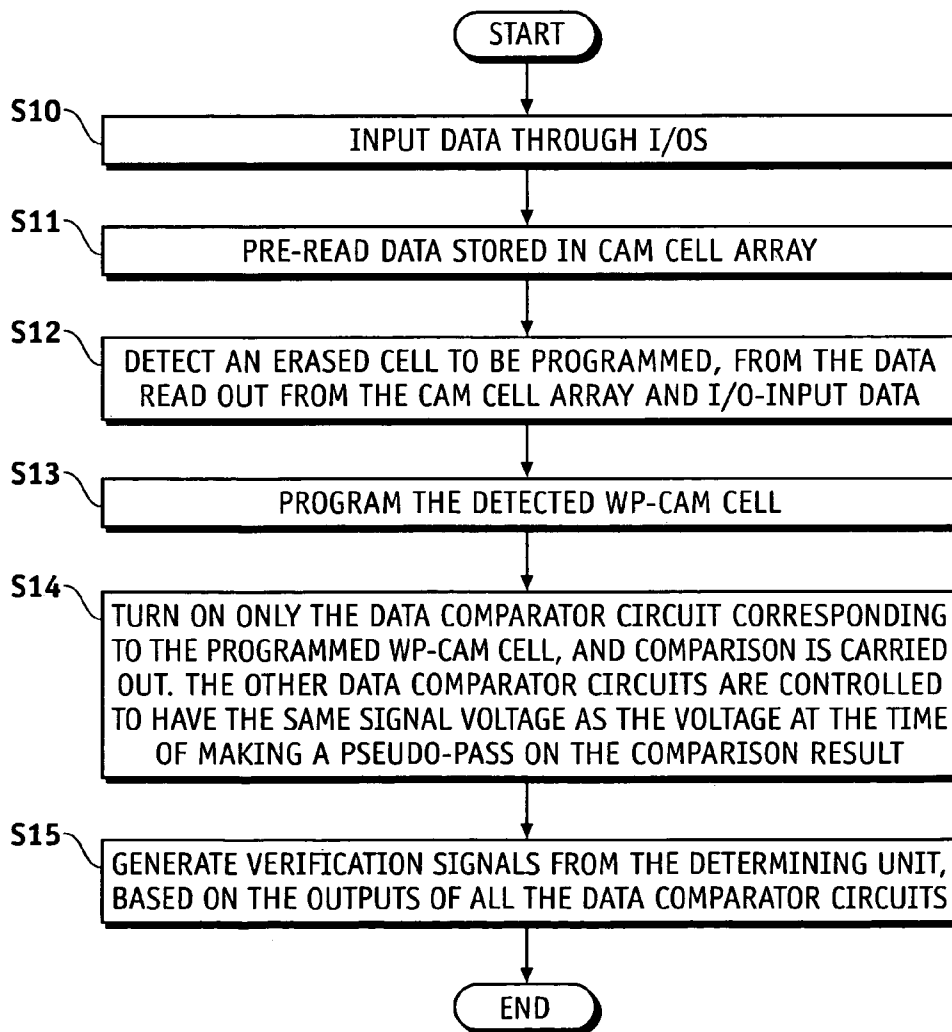 START
S10
INPUT DATA THROUGH I/OS
S11
PRE-READ DATA STORED IN CAM CELL ARRAY
S12
DETECT AN ERASED CELL TO BE PROGRAMMED, FROM THE DATA
READ OUT FROM THE CAM CELL ARRAY AND I/O-INPUT DATA
S13
PROGRAM THE DETECTED WP-CAM CELL
S14
TURN ON ONLY THE DATA COMPARATOR CIRCUIT CORRESPONDING
TO THE PROGRAMMED WP-CAM CELL, AND COMPARISON IS CARRIED
OUT. THE OTHER DATA COMPARATOR CIRCUITS ARE CONTROLLED
TO HAVE THE SAME SIGNAL VOLTAGE AS THE VOLTAGE AT THE TIME
OF MAKING A PSEUDO-PASS ON THE COMPARISON RESULT
S15
GENERATE VERIFICATION SIGNALS FROM THE DETERMINING UNIT,
BASED ON THE OUTPUTS OF ALL THE DATA COMPARATOR CIRCUITS
END